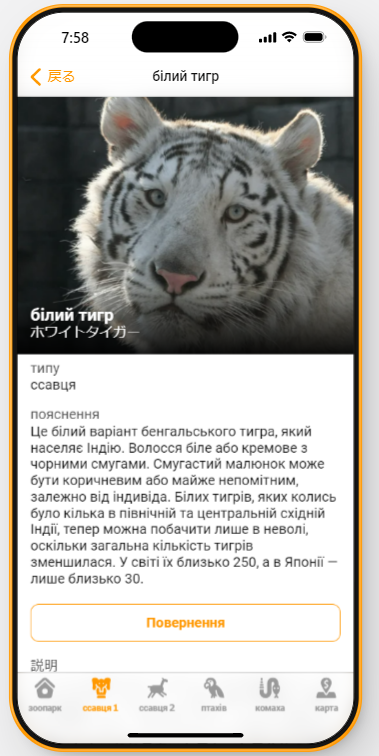 7:58
戻る
білий тигр
білий тигр
ホワイトタイガー
типу
ссавця
пояснення
Це білий варіант бенгальського тигра, який
населяє Індію. Волосся біле або кремове з
чорними смугами. Смугастий малюнок може
бути коричневим або майже непомітним,
залежно від індивіда. Білих тигрів, яких колись
було кілька в північній та центральній східній
Індії, тепер можна побачити лише в неволі,
оскільки загальна кількість тигрів
зменшилася. У світі їх близько 250, а в Японії —
лише близько 30.
Повернення
説明
зоопарк ссавця 1 ссавця 2 птахів комаха карта